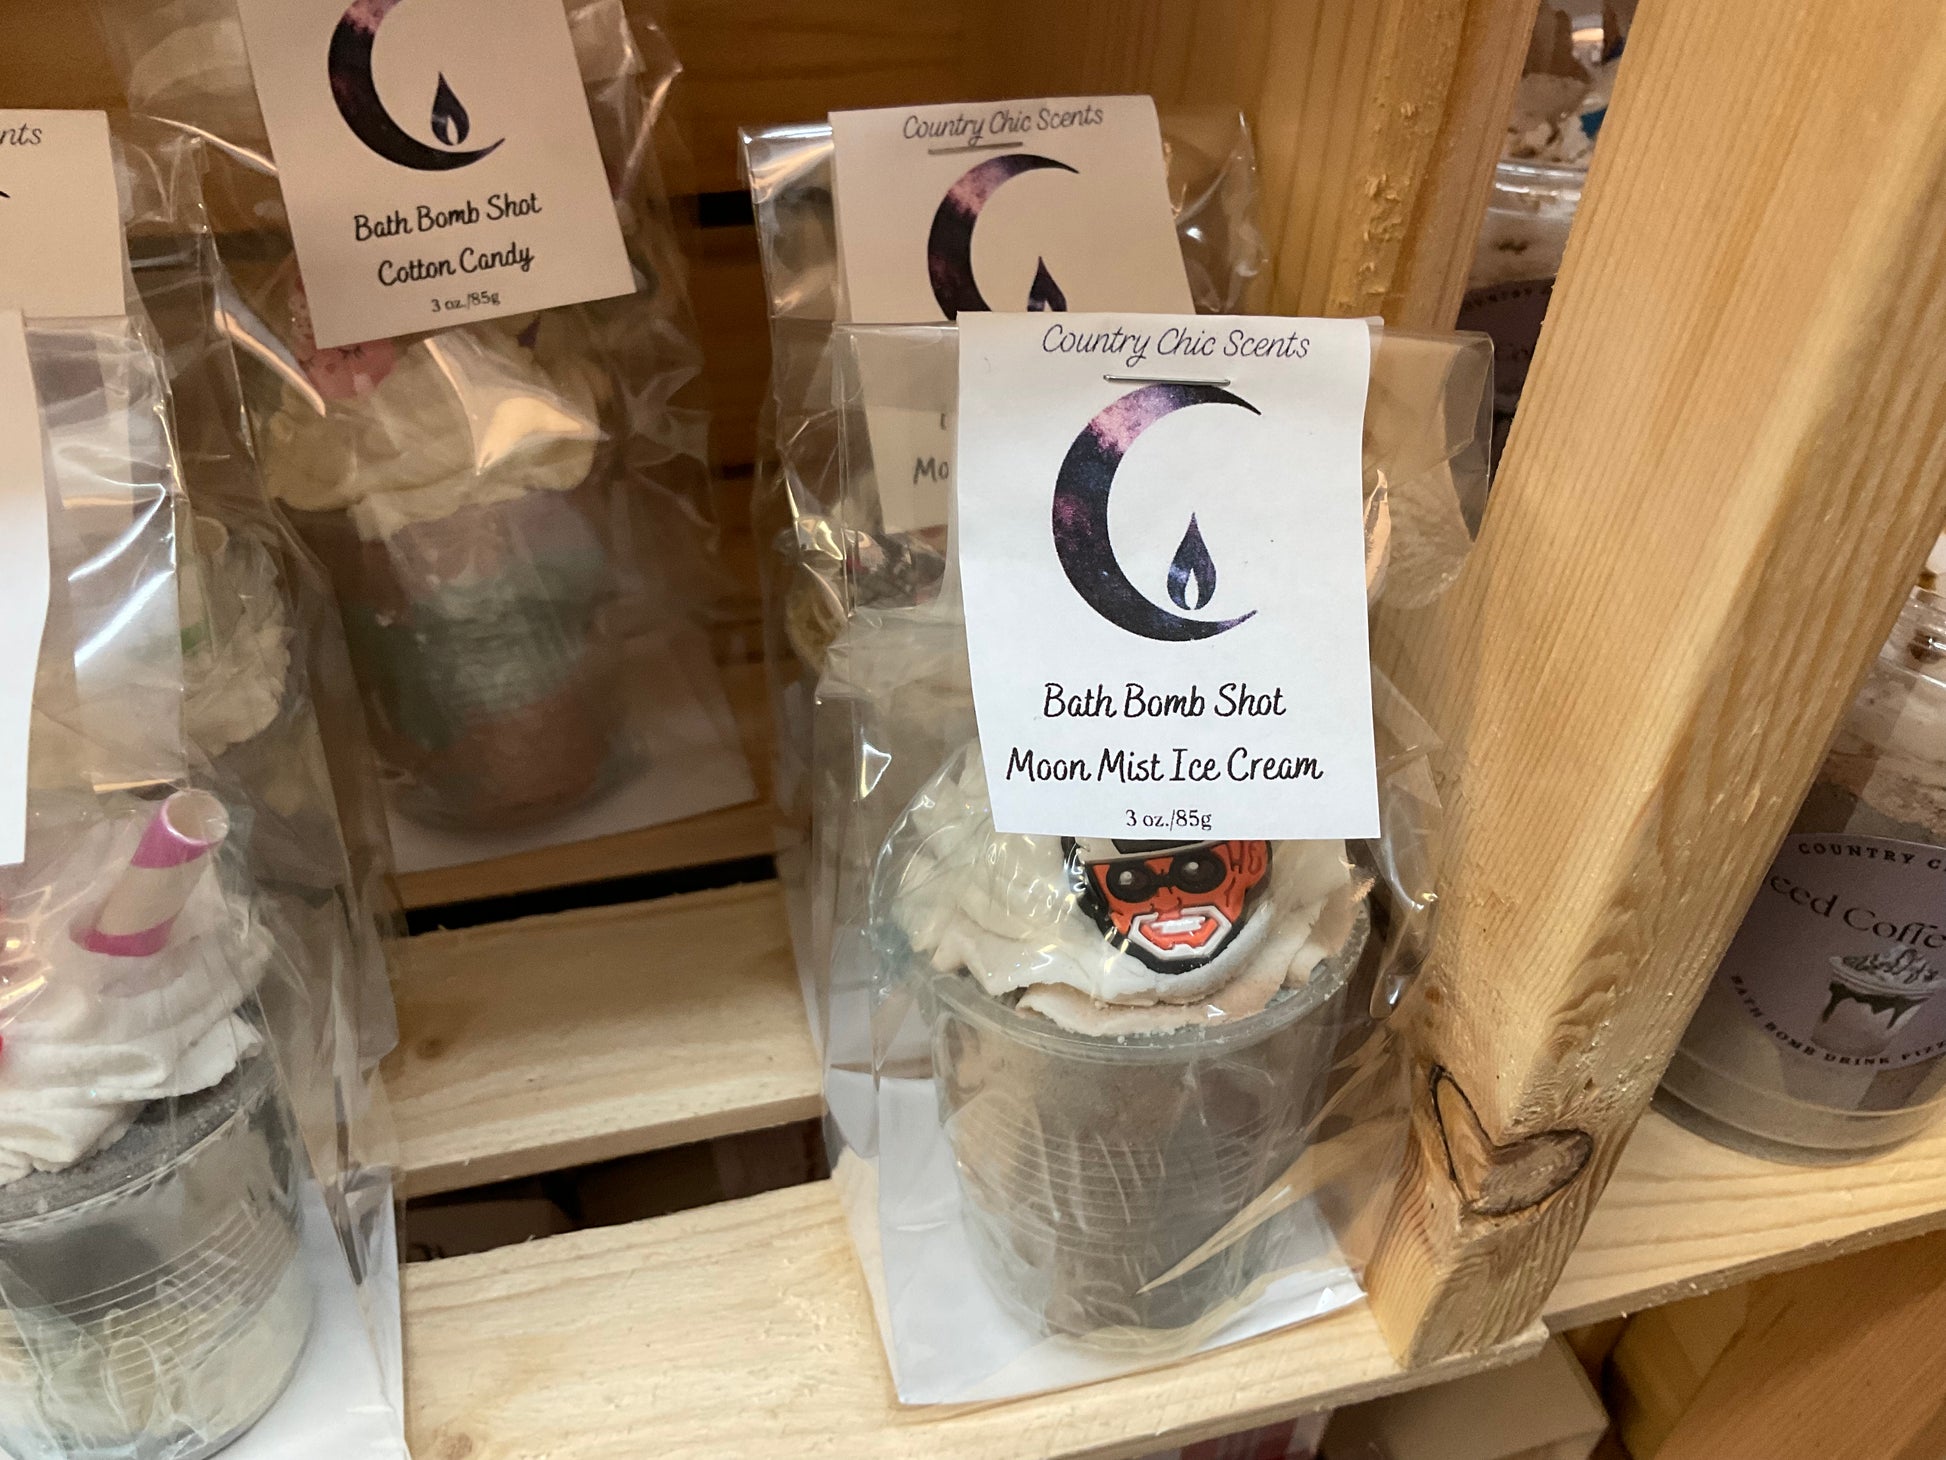 nts
Bath Bomb Shot
Cotton Candy
3 oz./85g
Country Chic Scents
Mo
Country Chic Scents
Bath Bomb Shot
Moon Mist Ice Cream
3 oz./85g
COUNTRY C
eed Coffe
BATH BOMB DRINK FIZZ